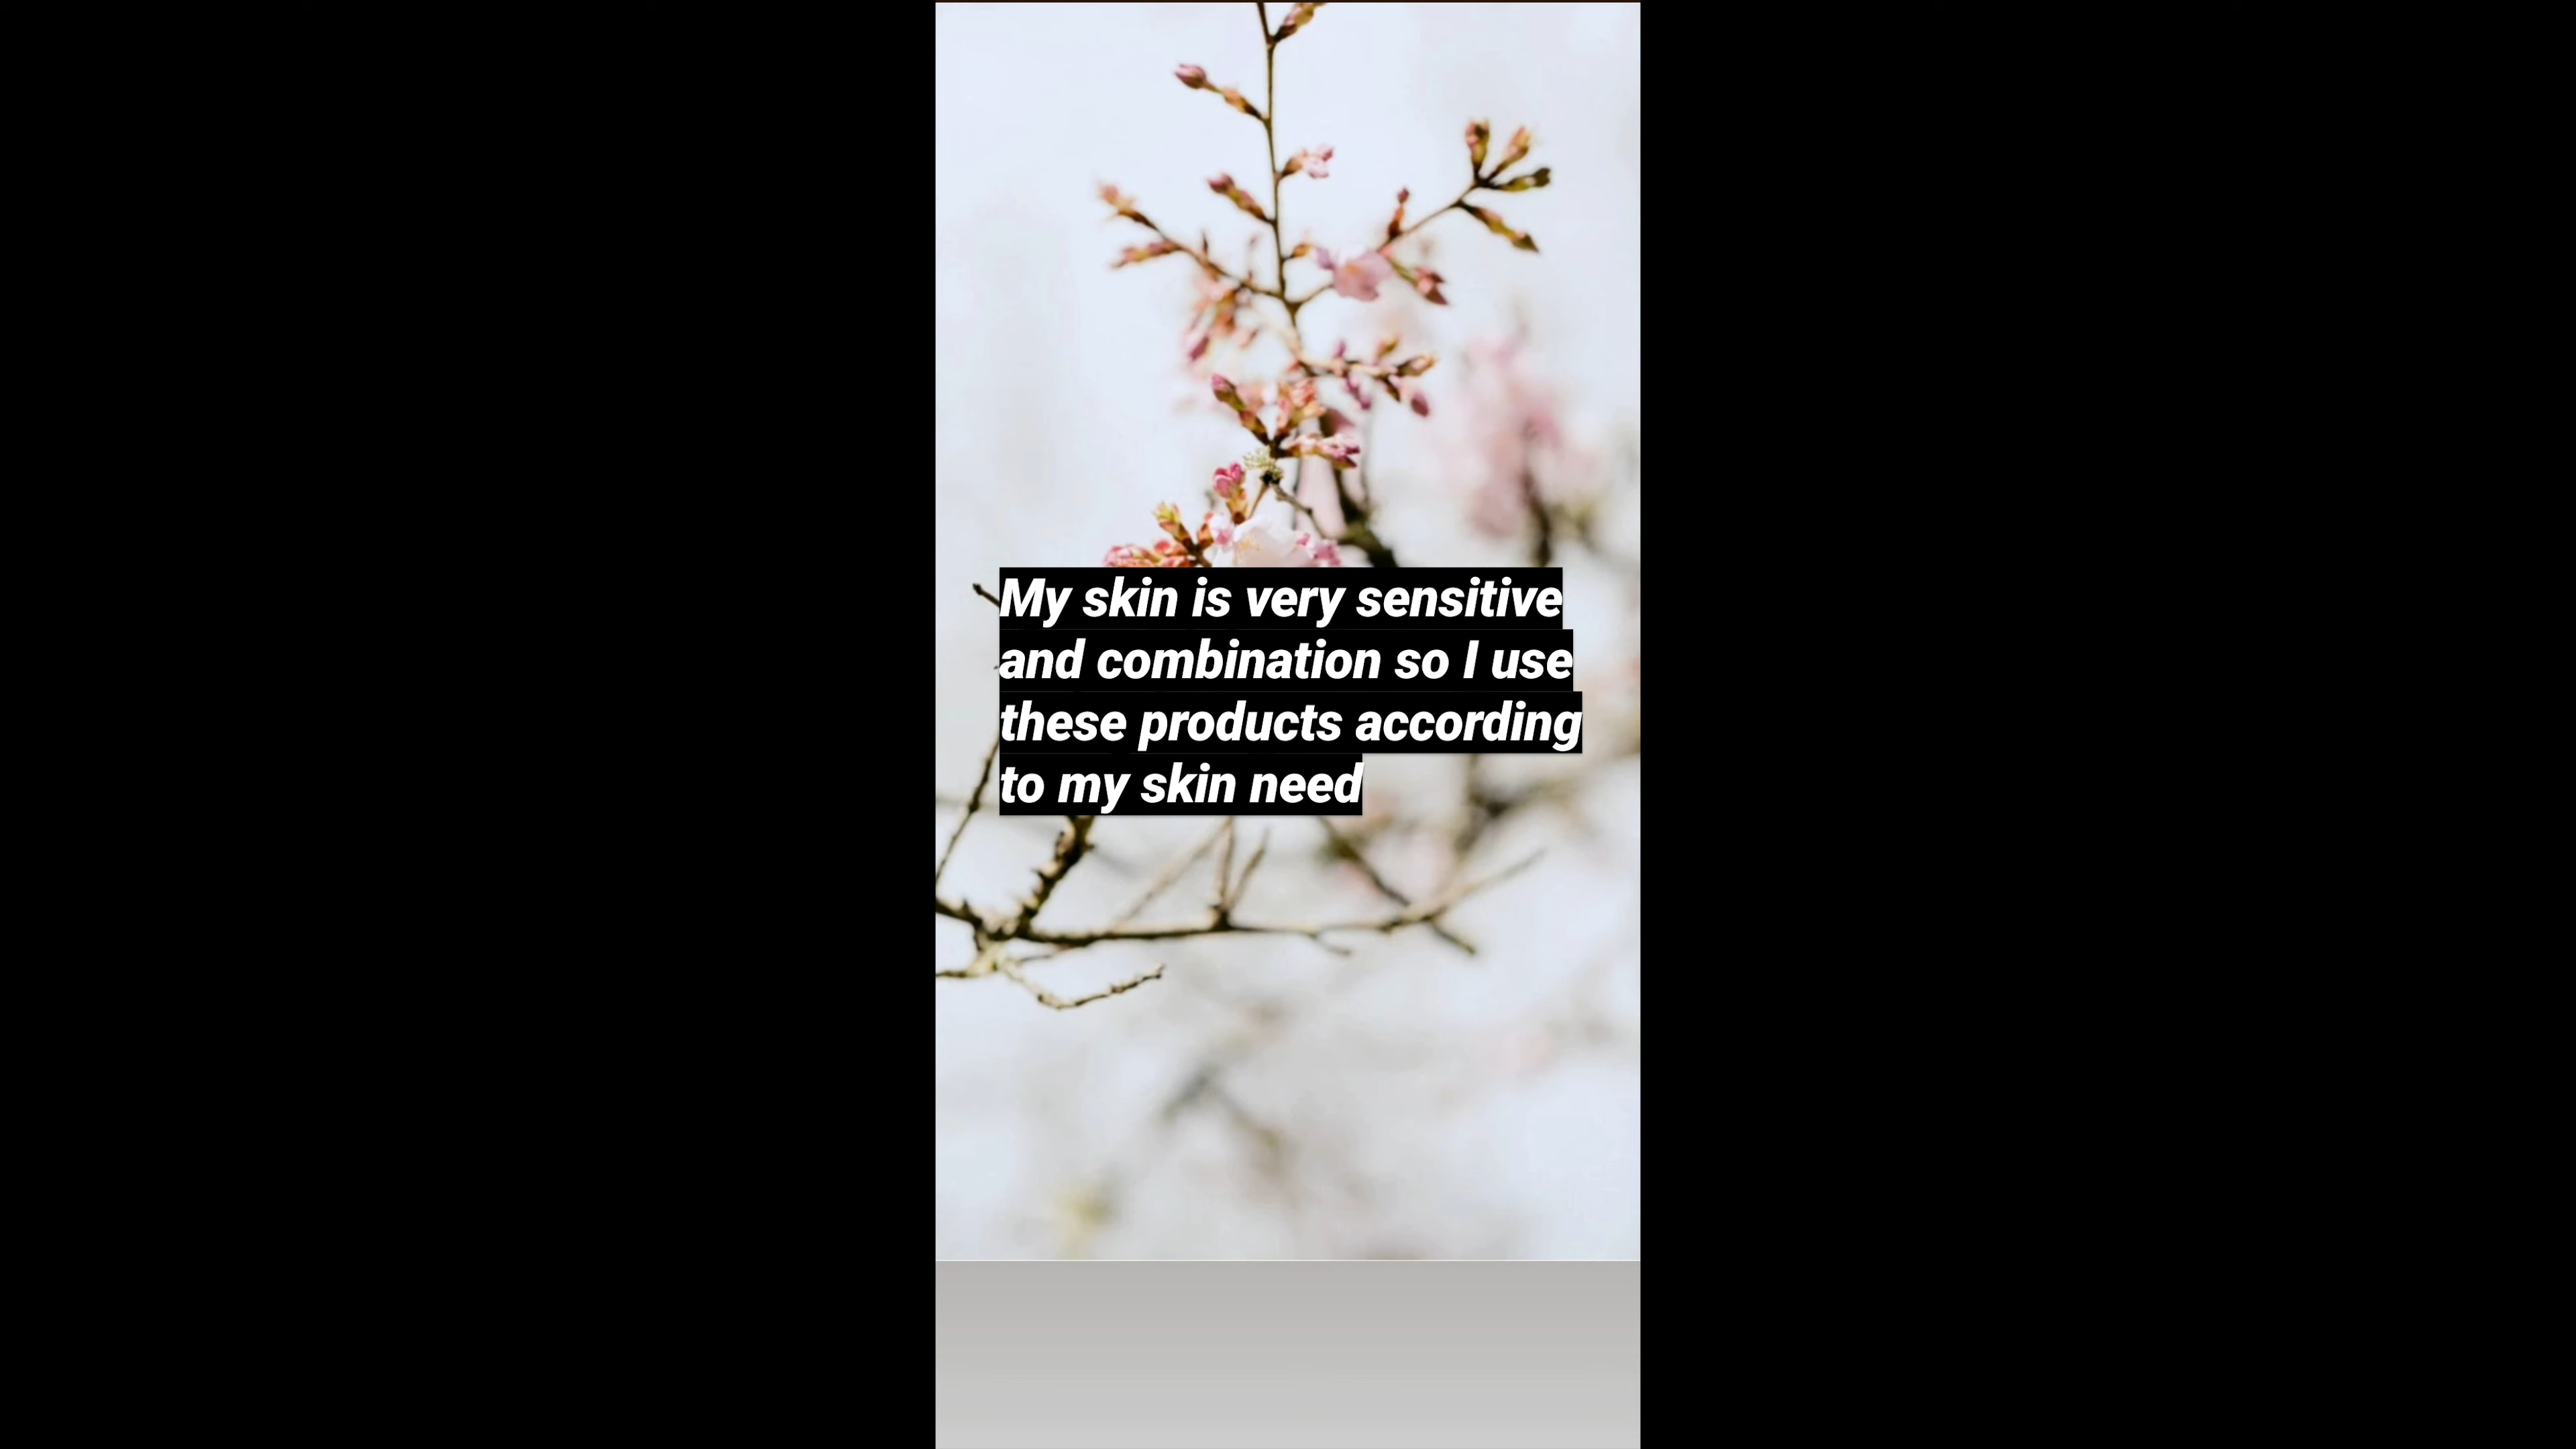 My skin is very sensitive
and combination so I use
these products according
to my skin need